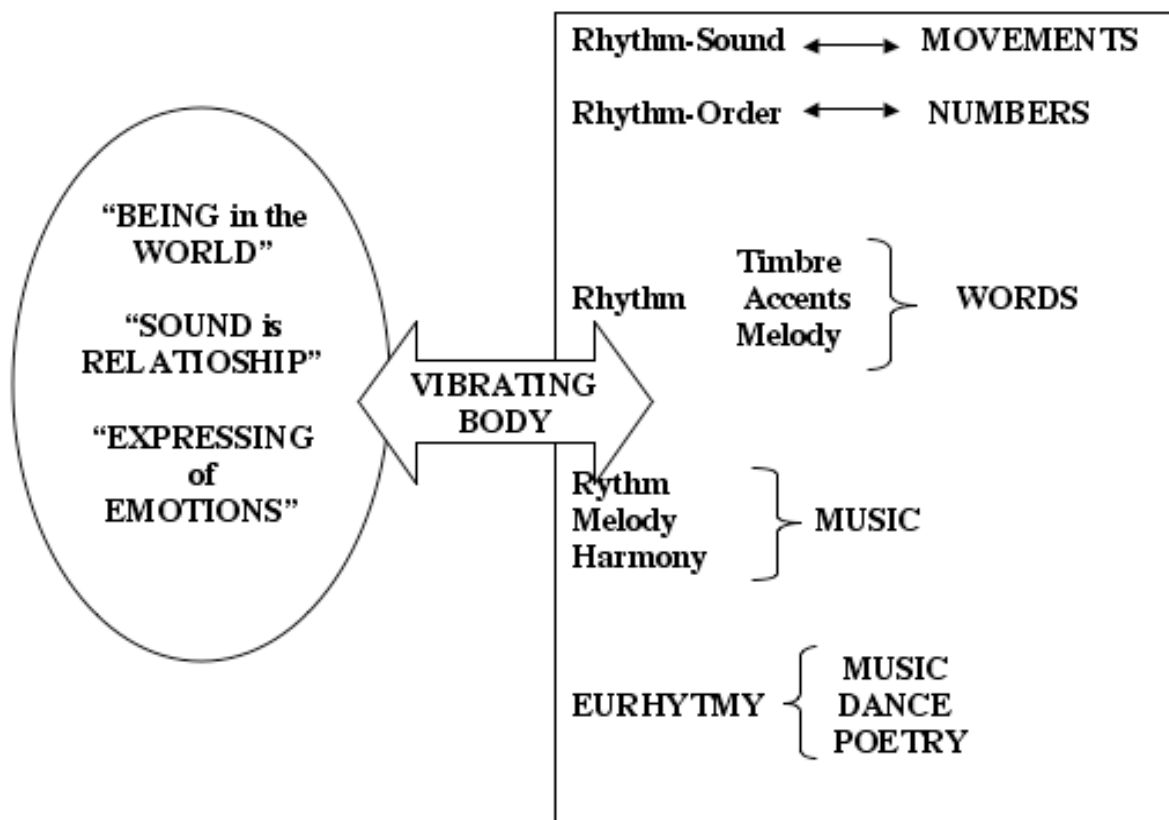 “BEING in the
WORLD”
“SOUND is
RELATIOSHIP”
“EXPRESSING
of
EMOTIONS”
VIBRATING
BODY
Rhythm-Sound MOVEMENTS
Rhythm-Order NUMBERS
Timbre
Rhythm Accents WORDS
Melody
Rythm
Melody MUSIC
Harmony
MUSIC
EURHYTMY DANCE
POETRY